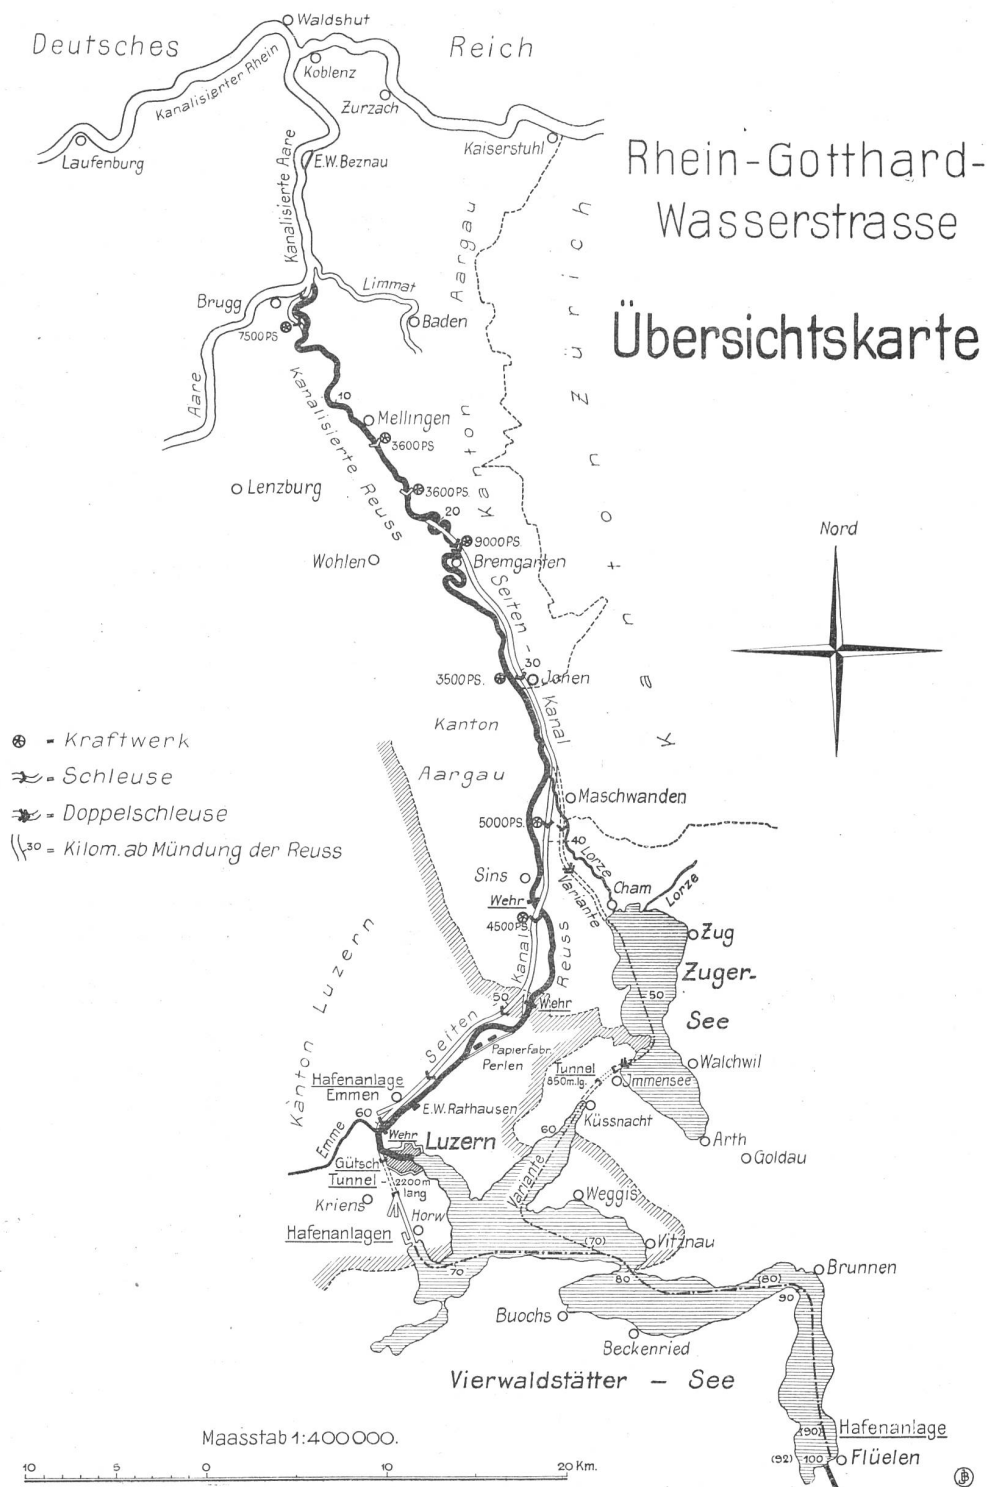 Waldshut
Deutsches Reich
Koblenz
Kanalisierter Rhein
Zurzach
Laufenburg
Kaiserstuhl
E.W. Beznau
Kanalisierte Aare
Rhein-Gotthard-
Wasserstrasse
Übersichtskarte
Kanton Aargau
Kanton Zürich
Limmat
Brugg
Baden
7500 PS
Aare
Kanalisierte Reuss
10
Mellingen
3600 PS
Lenzburg
3600 PS.
20
9000 PS.
Wohlen
Bremgarten
Nord
Seiten-Kanal
30
3500 PS.
Jonen
Kanton
Aargau
= Kraftwerk
= Schleuse
= Doppelschleuse
30 = Kilom. ab Mündung der Reuss
Maschwanden
5000 PS.
40
Lorze
Sins
Variante
Cham
Lorze
Wehr
4500 PS.
Zug
Kanton Luzern
Kanal
Reuss
Zuger-
See
50
50
Wehr
Seiten
Papierfabr.
Perlen
Walchwil
Tunnel
850 m. lg.
Immensee
Hafenanlage
Emmen
E.W. Rathausen
60
Küssnacht
60
Emme
Wehr
Luzern
Arth
Goldau
Gütsch
Tunnel - 2200 m
lang
Variante
Weggis
Kriens
Horw
Hafenanlagen
(70)
Vitznau
70
80
(80)
90
Brunnen
Buochs
Beckenried
Vierwaldstätter - See
Hafenanlage
(90)
Flüelen
(92) 100
Maasstab 1:400000.
10 5 0 10 20 Km.